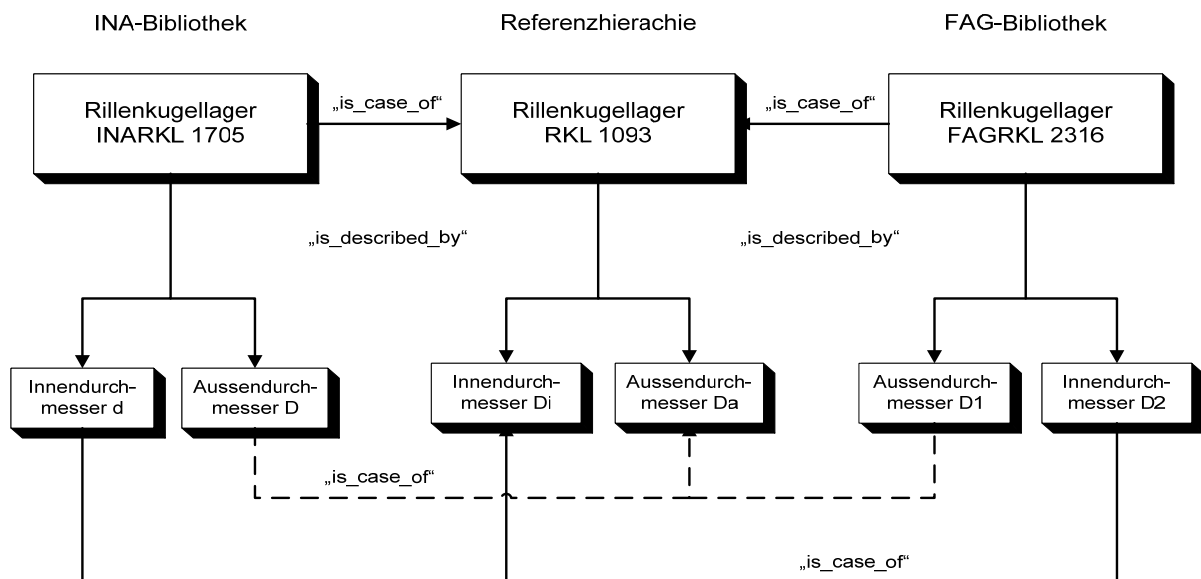 INA-Bibliothek
Referenzhierachie
FAG-Bibliothek
Rillenkugellager
INARKL 1705
„is_case_of“
Rillenkugellager
RKL 1093
„is_case_of“
Rillenkugellager
FAGRKL 2316
„is_described_by“
„is_described_by“
Innendurch-
messer d
Aussendurch-
messer D
Innendurch-
messer Di
Aussendurch-
messer Da
Aussendurch-
messer D1
Innendurch-
messer D2
„is_case_of“
„is_case_of“